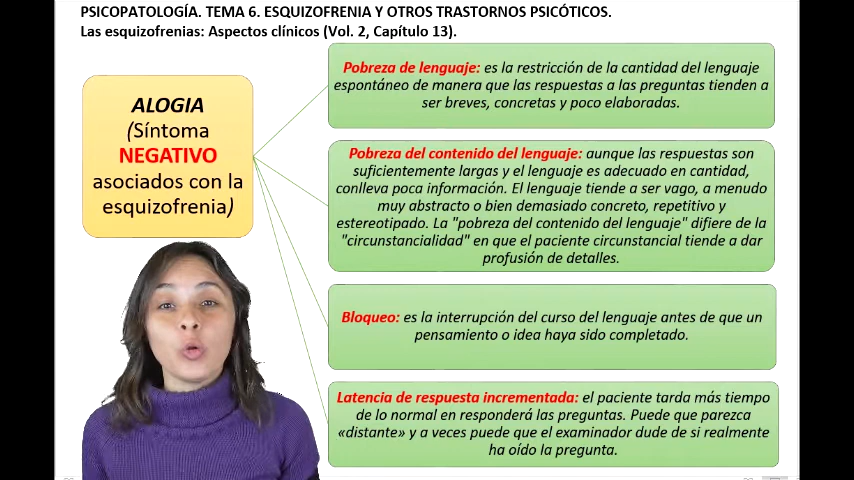 PSICOPATOLOGÍA. TEMA 6. ESQUIZOFRENIA Y OTROS TRASTORNOS PSICÓTICOS.
Las esquizofrenias: Aspectos clínicos (Vol. 2, Capítulo 13).
ALOGIA
(Síntoma
NEGATIVO
asociados con la
esquizofrenia)
Pobreza de lenguaje: es la restricción de la cantidad del lenguaje
espontáneo de manera que las respuestas a las preguntas tienden a
ser breves, concretas y poco elaboradas.
Pobreza del contenido del lenguaje: aunque las respuestas son
suficientemente largas y el lenguaje es adecuado en cantidad,
conlleva poca información. El lenguaje tiende a ser vago, a menudo
muy abstracto o bien demasiado concreto, repetitivo y
estereotipado. La "pobreza del contenido del lenguaje" difiere de la
"circunstancialidad" en que el paciente circunstancial tiende a dar
profusión de detalles.
Bloqueo: es la interrupción del curso del lenguaje antes de que un
pensamiento o idea haya sido completado.
Latencia de respuesta incrementada: el paciente tarda más tiempo
de lo normal en responderá las preguntas. Puede que parezca
«distante» y a veces puede que el examinador dude de si realmente
ha oído la pregunta.